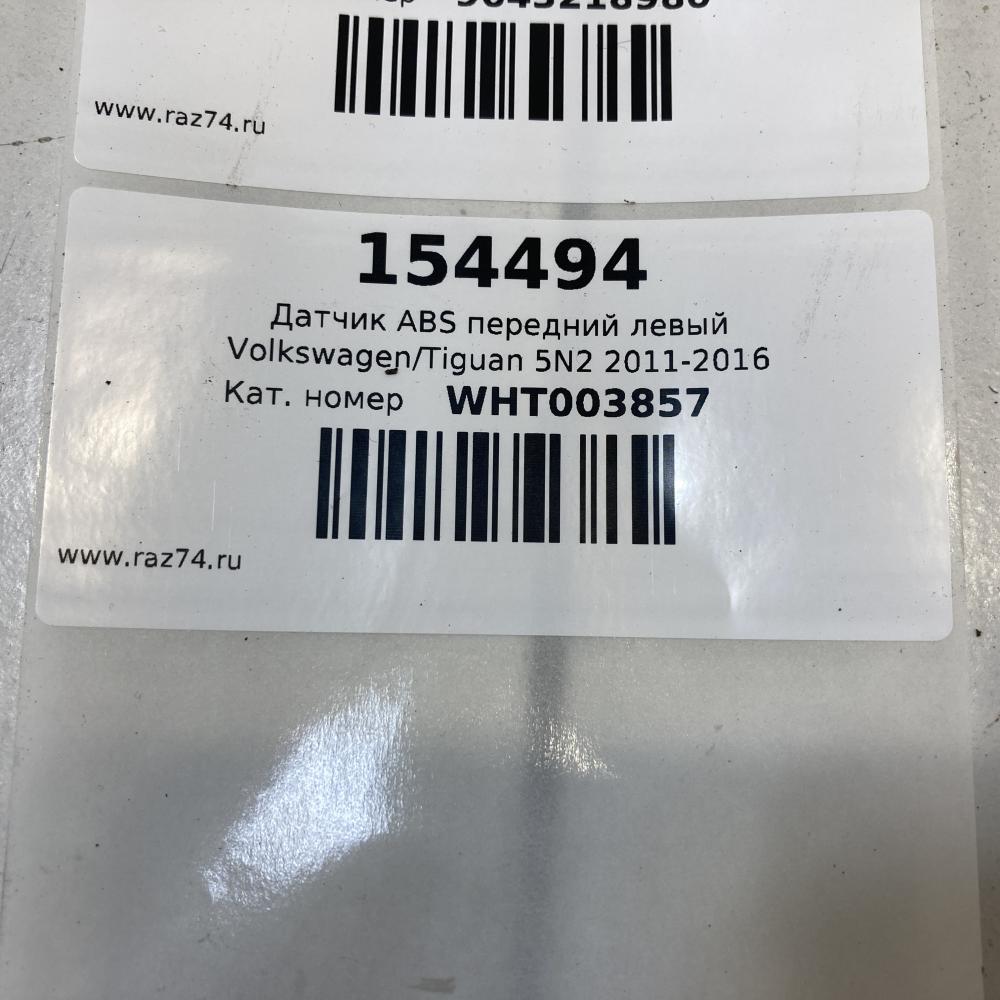 www.raz74.ru
154494
Датчик ABS передний левый
Volkswagen/Tiguan 5N2 2011-2016
Кат. номер WHT003857
www.raz74.ru